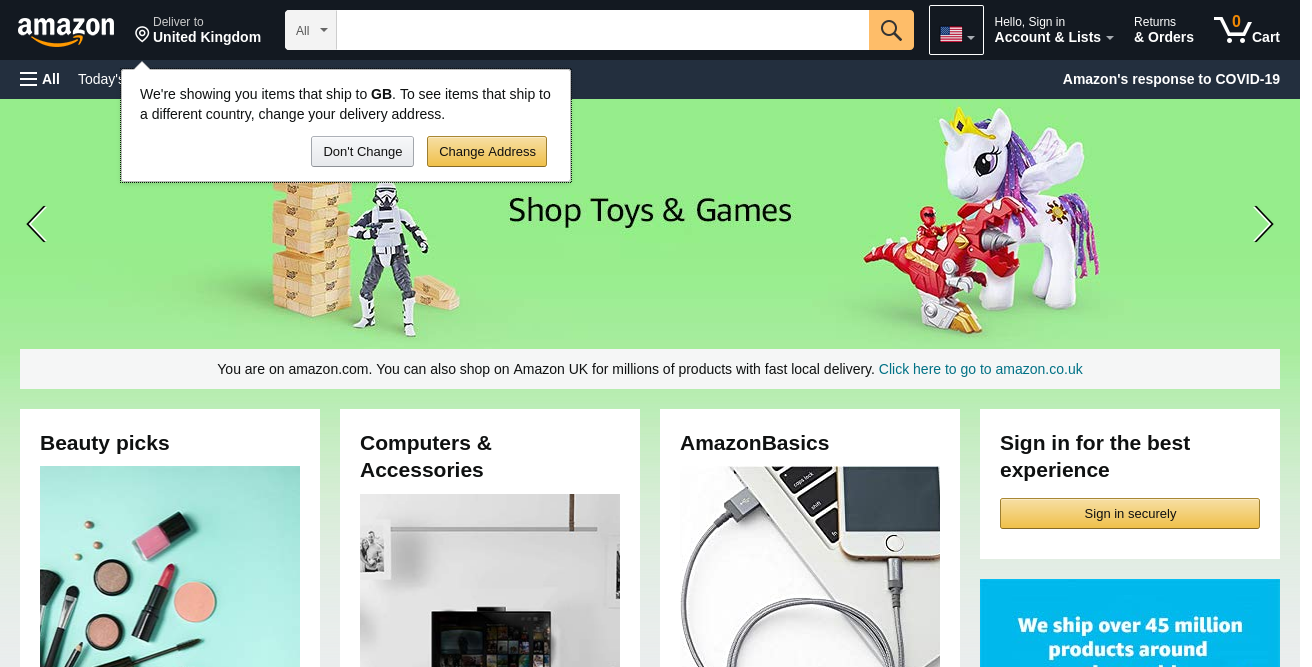 amazon
Deliver to
United Kingdom
All
Hello, Sign in
Account & Lists
Returns
& Orders
0
Cart
All
Today's
Amazon's response to COVID-19
We're showing you items that ship to GB. To see items that ship to
a different country, change your delivery address.
Don't Change
Change Address
Shop Toys & Games
You are on amazon.com. You can also shop on Amazon UK for millions of products with fast local delivery. Click here to go to amazon.co.uk
Beauty picks
Computers &
Accessories
AmazonBasics
caps lock
shift
fn
Sign in for the best
experience
Sign in securely
We ship over 45 million
products around